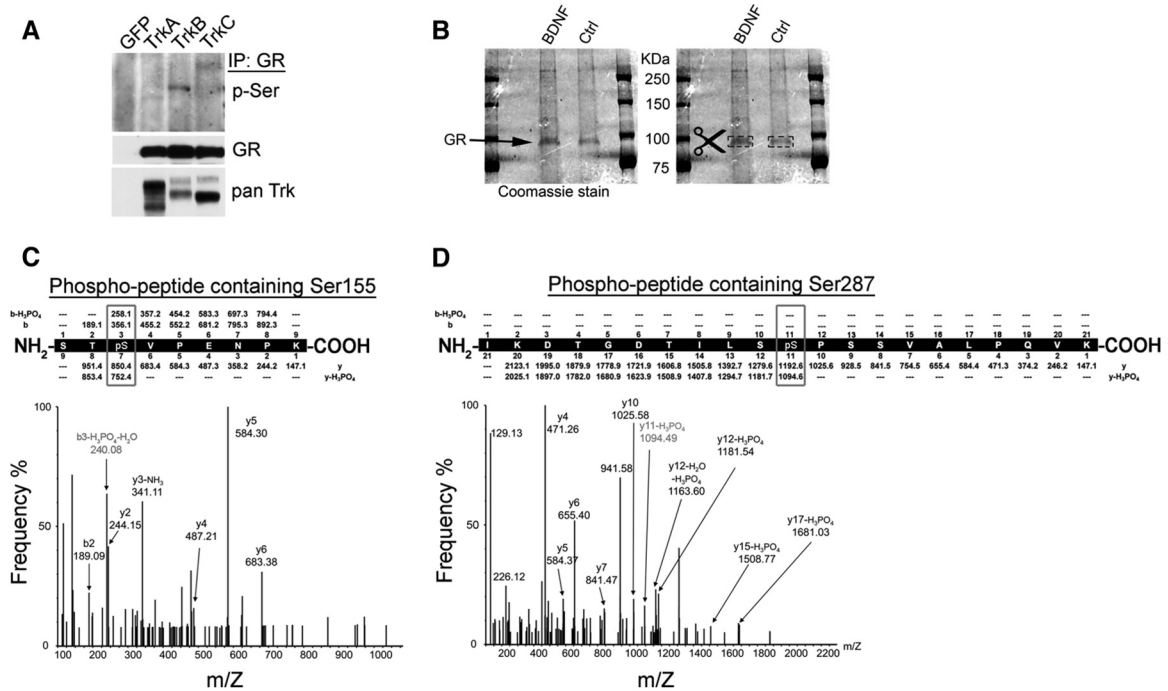 A
GFP TrkA TrkB TrkC
IP: GR
p-Ser
GR
pan Trk
B
BDNF Ctrl BDNF Ctrl
KDa
250
150
100
75
GR
Coomassie stain
C
Phospho-peptide containing Ser155
b-H₃PO₄ --- --- 258.1 357.2 454.2 583.3 697.3 794.4 ---
b --- 189.1 356.1 455.2 552.2 681.2 795.3 892.3 ---
1 2 3 4 5 6 7 8 9
NH₂- S T pS V P E N P K -COOH
9 8 7 6 5 4 3 2 1
--- 951.4 850.4 683.4 584.3 487.3 358.2 244.2 147.1 y
--- 853.4 752.4 --- --- --- --- --- --- y-H₃PO₄
Frequency %
100
50
0
b3-H₃PO₄-H₂O
240.08
y3-NH₃
341.11
y2
244.15
b2
189.09
y4
487.21
y5
584.30
y6
683.38
100 200 300 400 500 600 700 800 900 1000
m/Z
D
Phospho-peptide containing Ser287
b-H₃PO₄ --- --- --- --- --- --- --- --- --- --- --- --- --- --- --- --- --- --- --- --- ---
b --- --- --- --- --- --- --- --- --- --- --- --- --- --- --- --- --- --- --- --- ---
1 2 3 4 5 6 7 8 9 10 11 12 13 14 15 16 17 18 19 20 21
NH₂- I K D T G D T I L S pS P S S V A L P Q V K -COOH
21 20 19 18 17 16 15 14 13 12 11 10 9 8 7 6 5 4 3 2 1
--- 2123.1 1995.0 1879.9 1778.9 1721.9 1606.8 1505.8 1392.7 1279.6 1192.6 1025.6 928.5 841.5 754.5 655.4 584.4 471.3 374.2 246.2 147.1 y
--- 2025.1 1897.0 1782.0 1680.9 1623.9 1508.9 1407.8 1294.7 1181.7 1094.6 --- --- --- --- --- --- --- --- --- --- y-H₃PO₄
Frequency %
100
50
0
129.13
226.12
y4
471.26
y5
584.37
y6
655.40
y7
841.47
941.58
y10
1025.58
y11-H₃PO₄
1094.49
y12-H₂O
-H₃PO₄
1163.60
y12-H₃PO₄
1181.54
y15-H₃PO₄
1508.77
y17-H₃PO₄
1681.03
200 400 600 800 1000 1200 1400 1600 1800 2000 2200 m/Z
m/Z